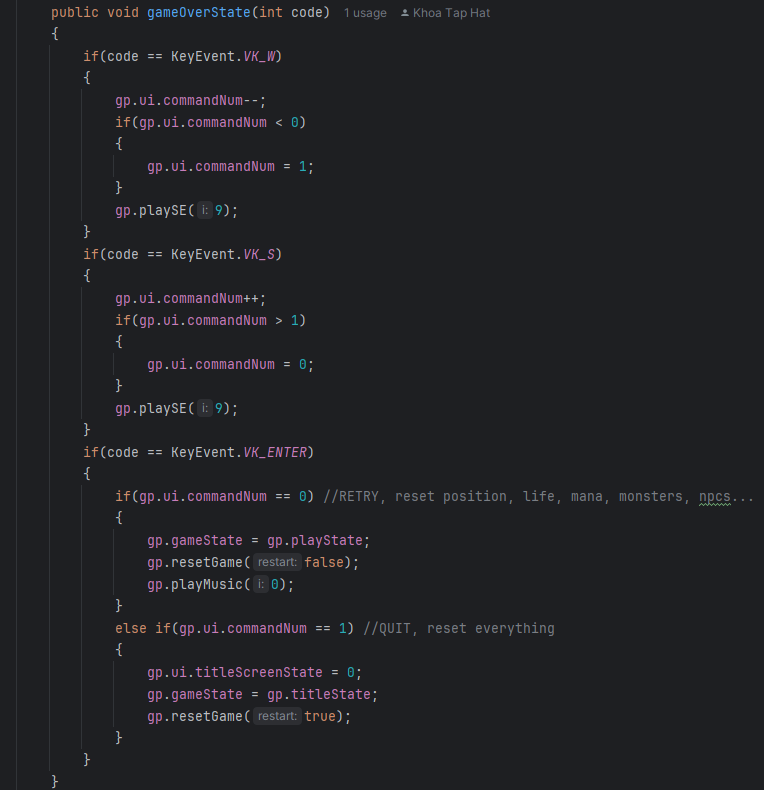 public void gameOverState(int code) 1 usage Khoa Tap Hat
{
if(code == KeyEvent.VK_W)
{
gp.ui.commandNum--;
if(gp.ui.commandNum < 0)
{
gp.ui.commandNum = 1;
}
gp.playSE( i: 9);
}
if(code == KeyEvent.VK_S)
{
gp.ui.commandNum++;
if(gp.ui.commandNum > 1)
{
gp.ui.commandNum = 0;
}
gp.playSE( i: 9);
}
if(code == KeyEvent.VK_ENTER)
{
if(gp.ui.commandNum == 0) //RETRY, reset position, life, mana, monsters, npcs...
{
gp.gameState = gp.playState;
gp.resetGame( restart: false);
gp.playMusic( i: 0);
}
else if(gp.ui.commandNum == 1) //QUIT, reset everything
{
gp.ui.titleScreenState = 0;
gp.gameState = gp.titleState;
gp.resetGame( restart: true);
}
}
}